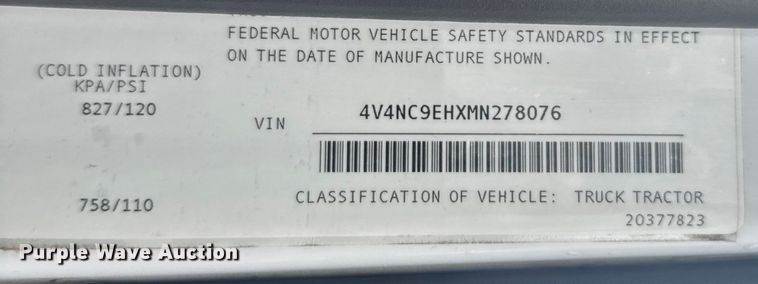 FEDERAL MOTOR VEHICLE SAFETY STANDARDS IN EFFECT
ON THE DATE OF MANUFACTURE SHOWN.
(COLD INFLATION)
KPA/PSI
827/120
VIN 4V4NC9EHXMN278076
758/110
CLASSIFICATION OF VEHICLE: TRUCK TRACTOR
20377823
Purple Wave Auction